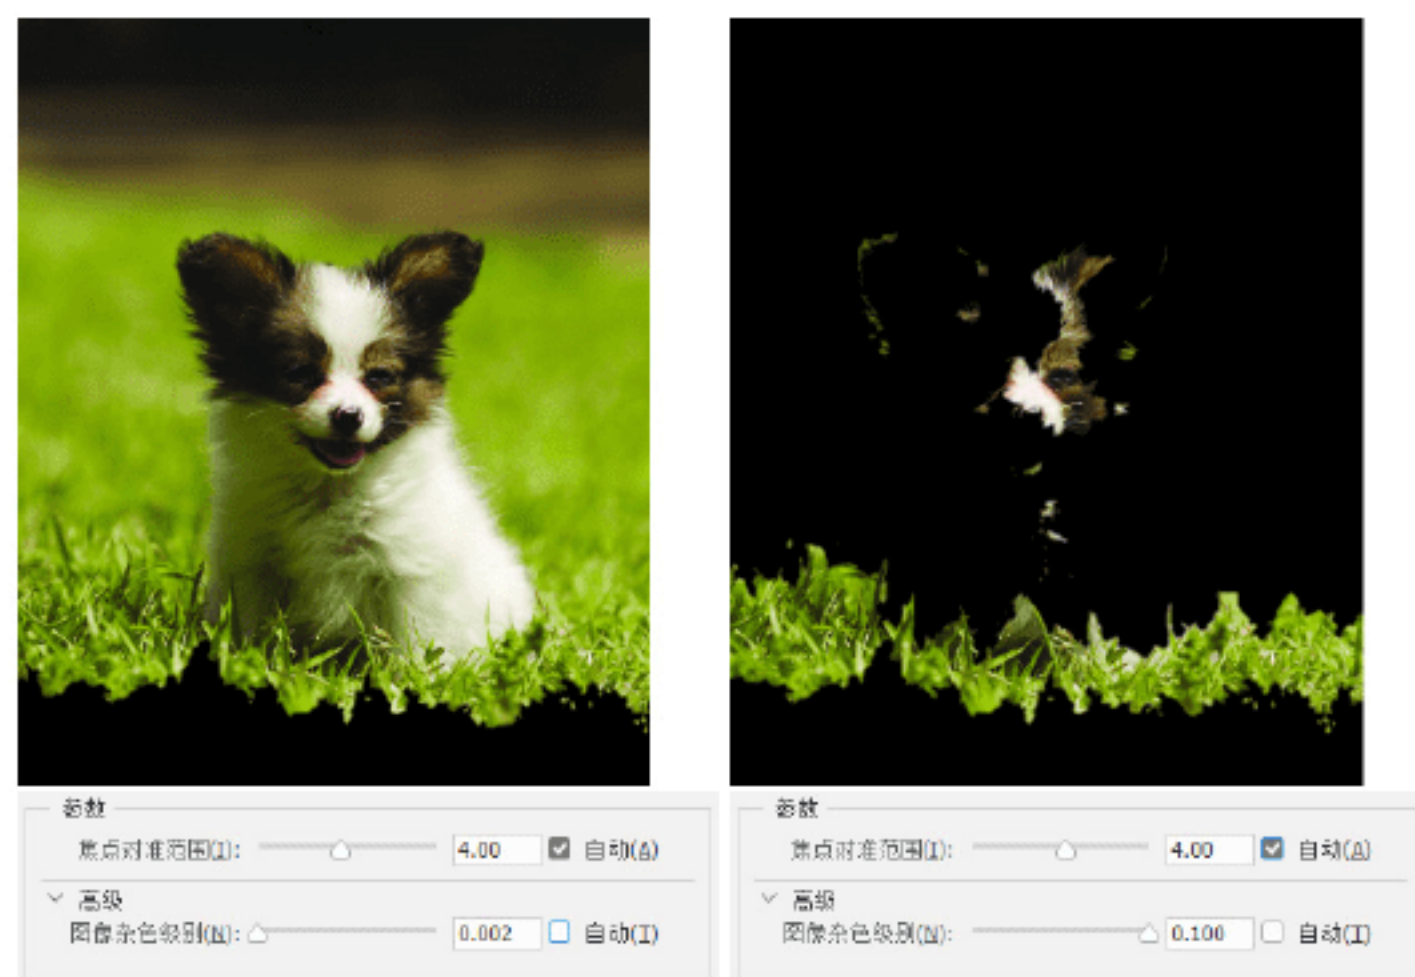 参数
焦点对准范围(I): 4.00 自动(A)
高级
图像杂色级别(N): 0.002 自动(T)
参数
焦点对准范围(I): 4.00 自动(A)
高级
图像杂色级别(N): 0.100 自动(T)